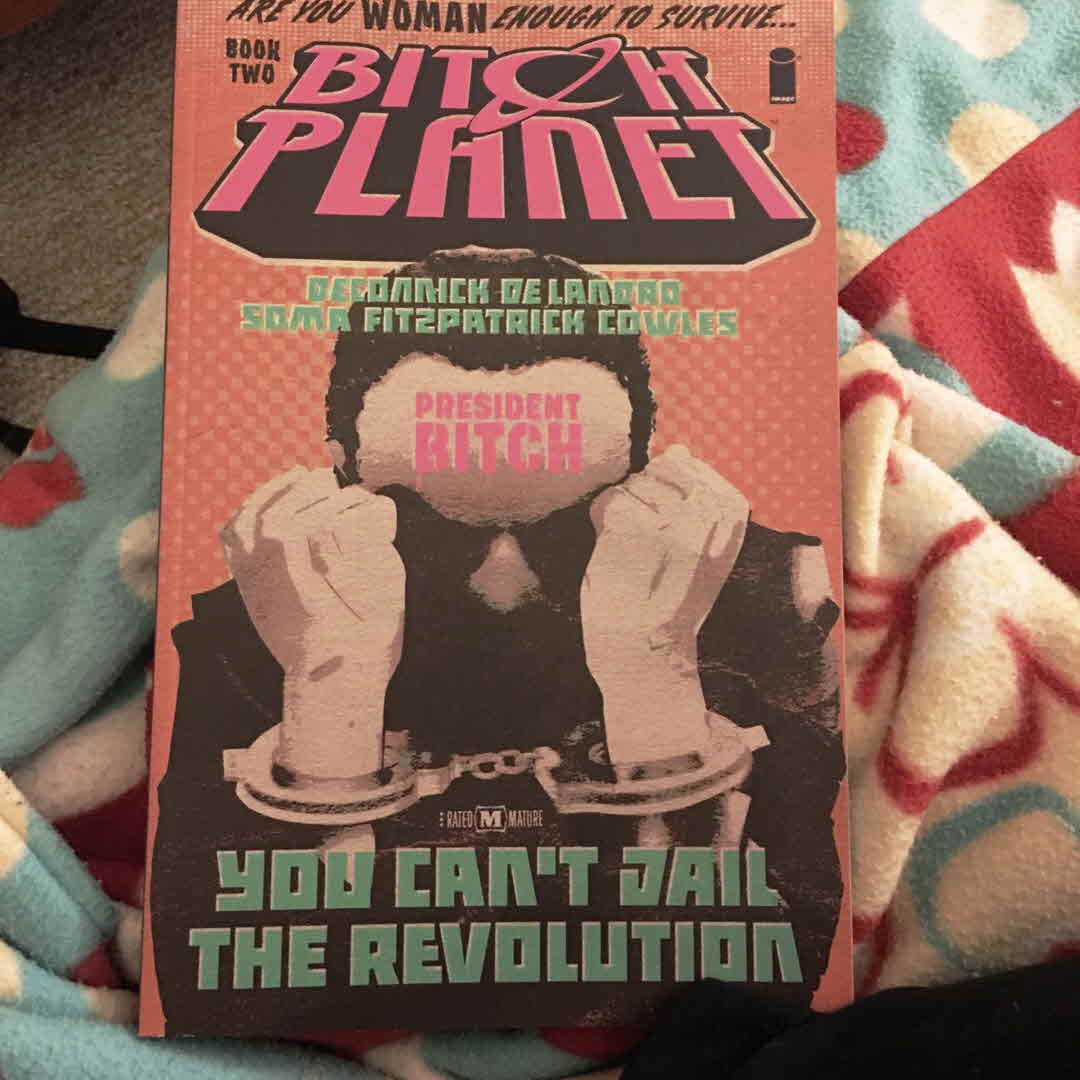 ARE YOU WOMAN ENOUGH TO SURVIVE...
BOOK
TWO
BITCH
PLANET
image
DECONNICK DE LANDRO
SOMA FITZPATRICK COWLES
PRESIDENT
BITCH
RATED M MATURE
YOU CAN'T JAIL
THE REVOLUTION